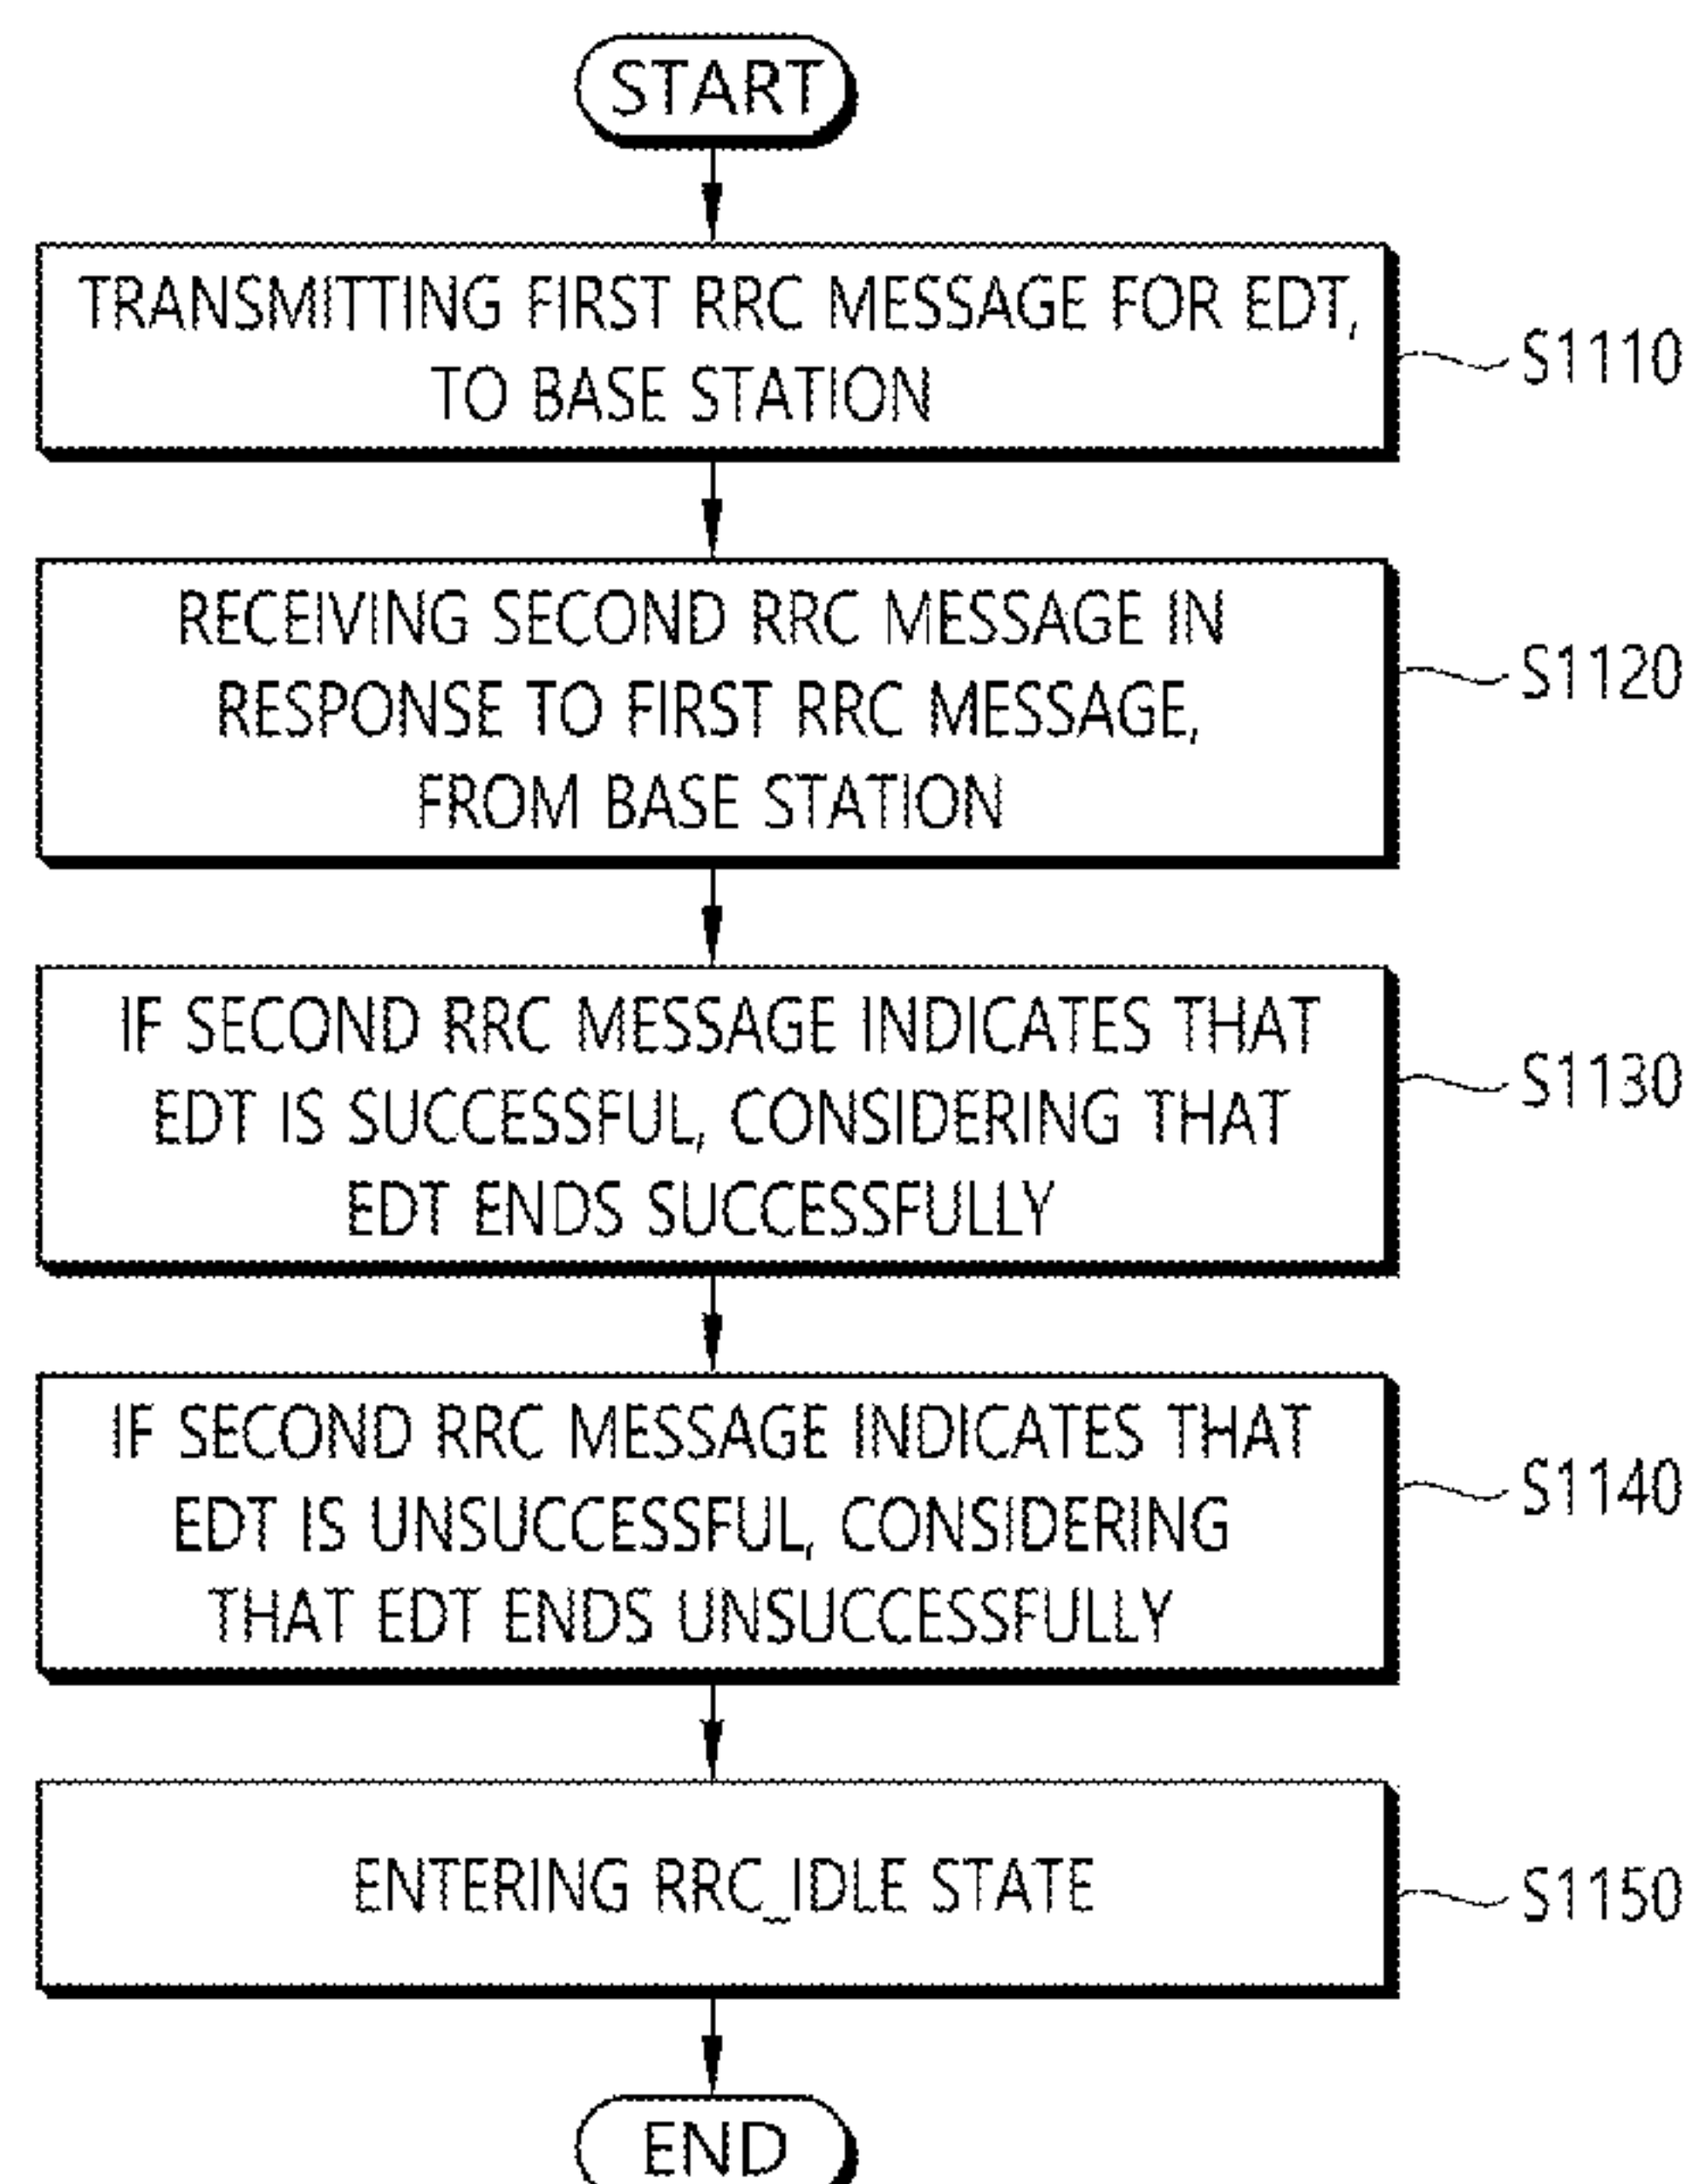 START
TRANSMITTING FIRST RRC MESSAGE FOR EDT,
TO BASE STATION
S1110
RECEIVING SECOND RRC MESSAGE IN
RESPONSE TO FIRST RRC MESSAGE,
FROM BASE STATION
S1120
IF SECOND RRC MESSAGE INDICATES THAT
EDT IS SUCCESSFUL, CONSIDERING THAT
EDT ENDS SUCCESSFULLY
S1130
IF SECOND RRC MESSAGE INDICATES THAT
EDT IS UNSUCCESSFUL, CONSIDERING
THAT EDT ENDS UNSUCCESSFULLY
S1140
ENTERING RRC_IDLE STATE
S1150
END